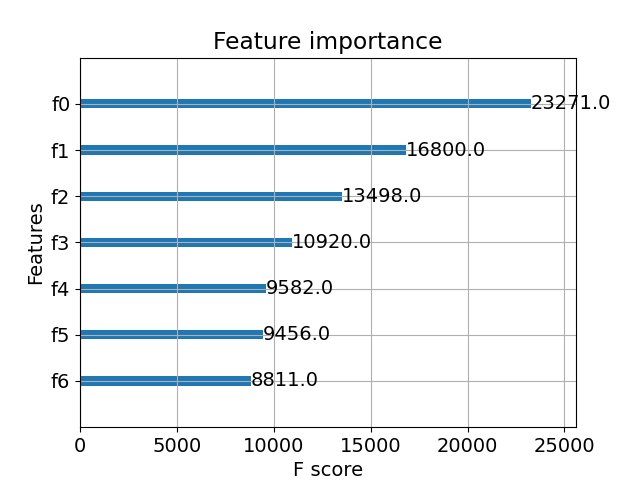 Feature importance
f0 23271.0
f1 16800.0
f2 13498.0
f3 10920.0
f4 9582.0
f5 9456.0
f6 8811.0
Features
0 5000 10000 15000 20000 25000
F score